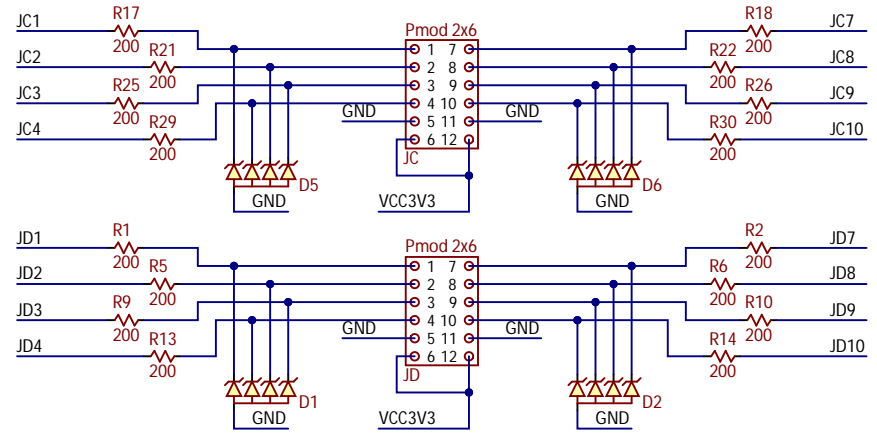 JC1 R17 Pmod 2x6 R18 JC7
200 1 7 200
JC2 R21 2 8 R22 JC8
200 200
JC3 R25 3 9 R26 JC9
200 200
JC4 R29 GND 4 10 GND R30 JC10
200 5 11 200
6 12
JC
D5 D6
GND VCC3V3 GND
JD1 R1 Pmod 2x6 R2 JD7
200 1 7 200
JD2 R5 2 8 R6 JD8
200 200
JD3 R9 3 9 R10 JD9
200 200
JD4 R13 GND 4 10 GND R14 JD10
200 5 11 200
6 12
JD
D1 D2
GND VCC3V3 GND